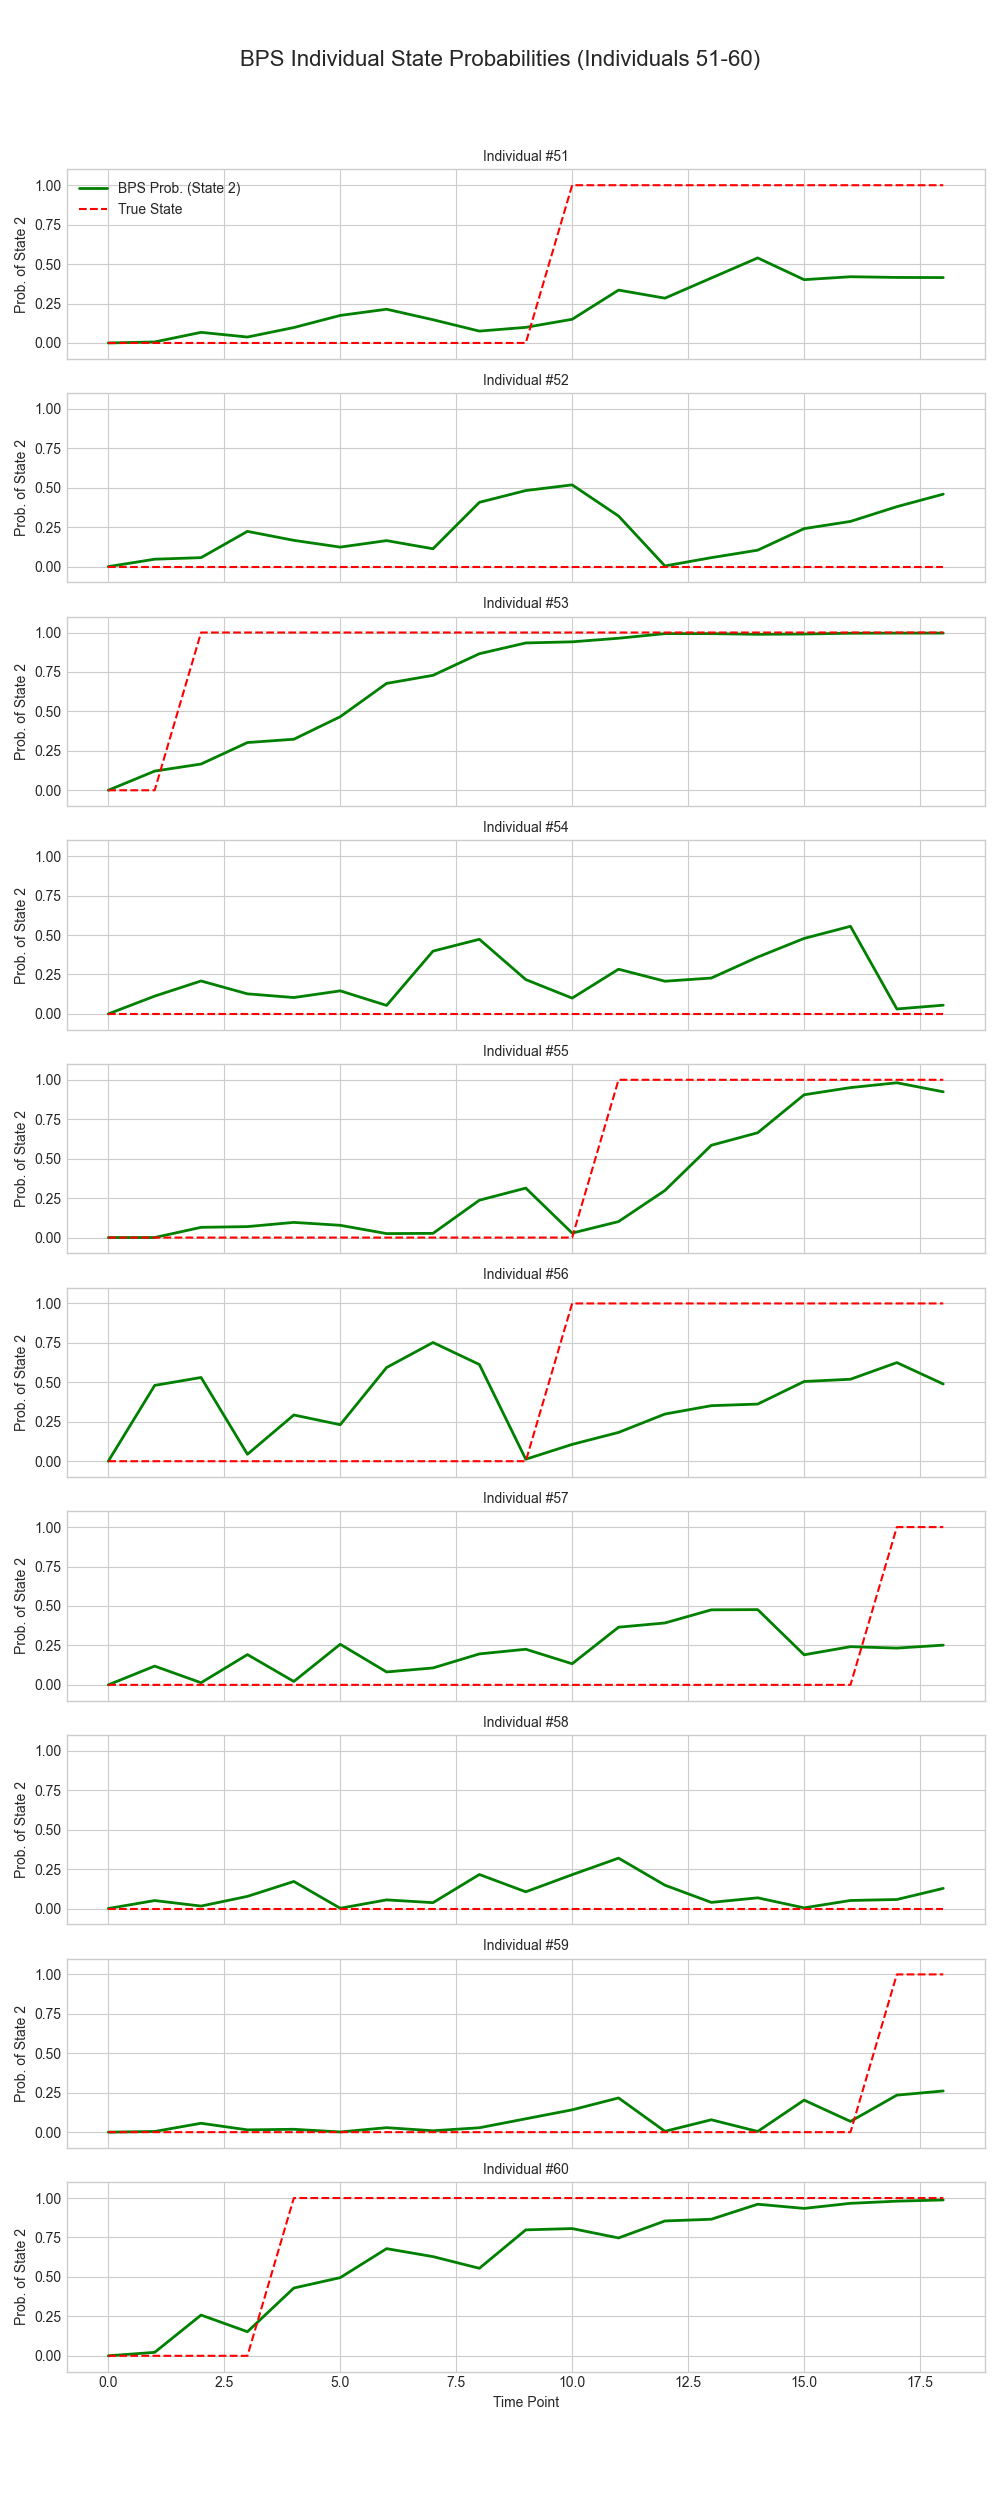 BPS Individual State Probabilities (Individuals 51-60)
Individual #51
BPS Prob. (State 2)
True State
1.00
0.75
0.50
0.25
0.00
Prob. of State 2
Individual #52
1.00
0.75
0.50
0.25
0.00
Prob. of State 2
Individual #53
1.00
0.75
0.50
0.25
0.00
Prob. of State 2
Individual #54
1.00
0.75
0.50
0.25
0.00
Prob. of State 2
Individual #55
1.00
0.75
0.50
0.25
0.00
Prob. of State 2
Individual #56
1.00
0.75
0.50
0.25
0.00
Prob. of State 2
Individual #57
1.00
0.75
0.50
0.25
0.00
Prob. of State 2
Individual #58
1.00
0.75
0.50
0.25
0.00
Prob. of State 2
Individual #59
1.00
0.75
0.50
0.25
0.00
Prob. of State 2
Individual #60
1.00
0.75
0.50
0.25
0.00
Prob. of State 2
0.0 2.5 5.0 7.5 10.0 12.5 15.0 17.5
Time Point